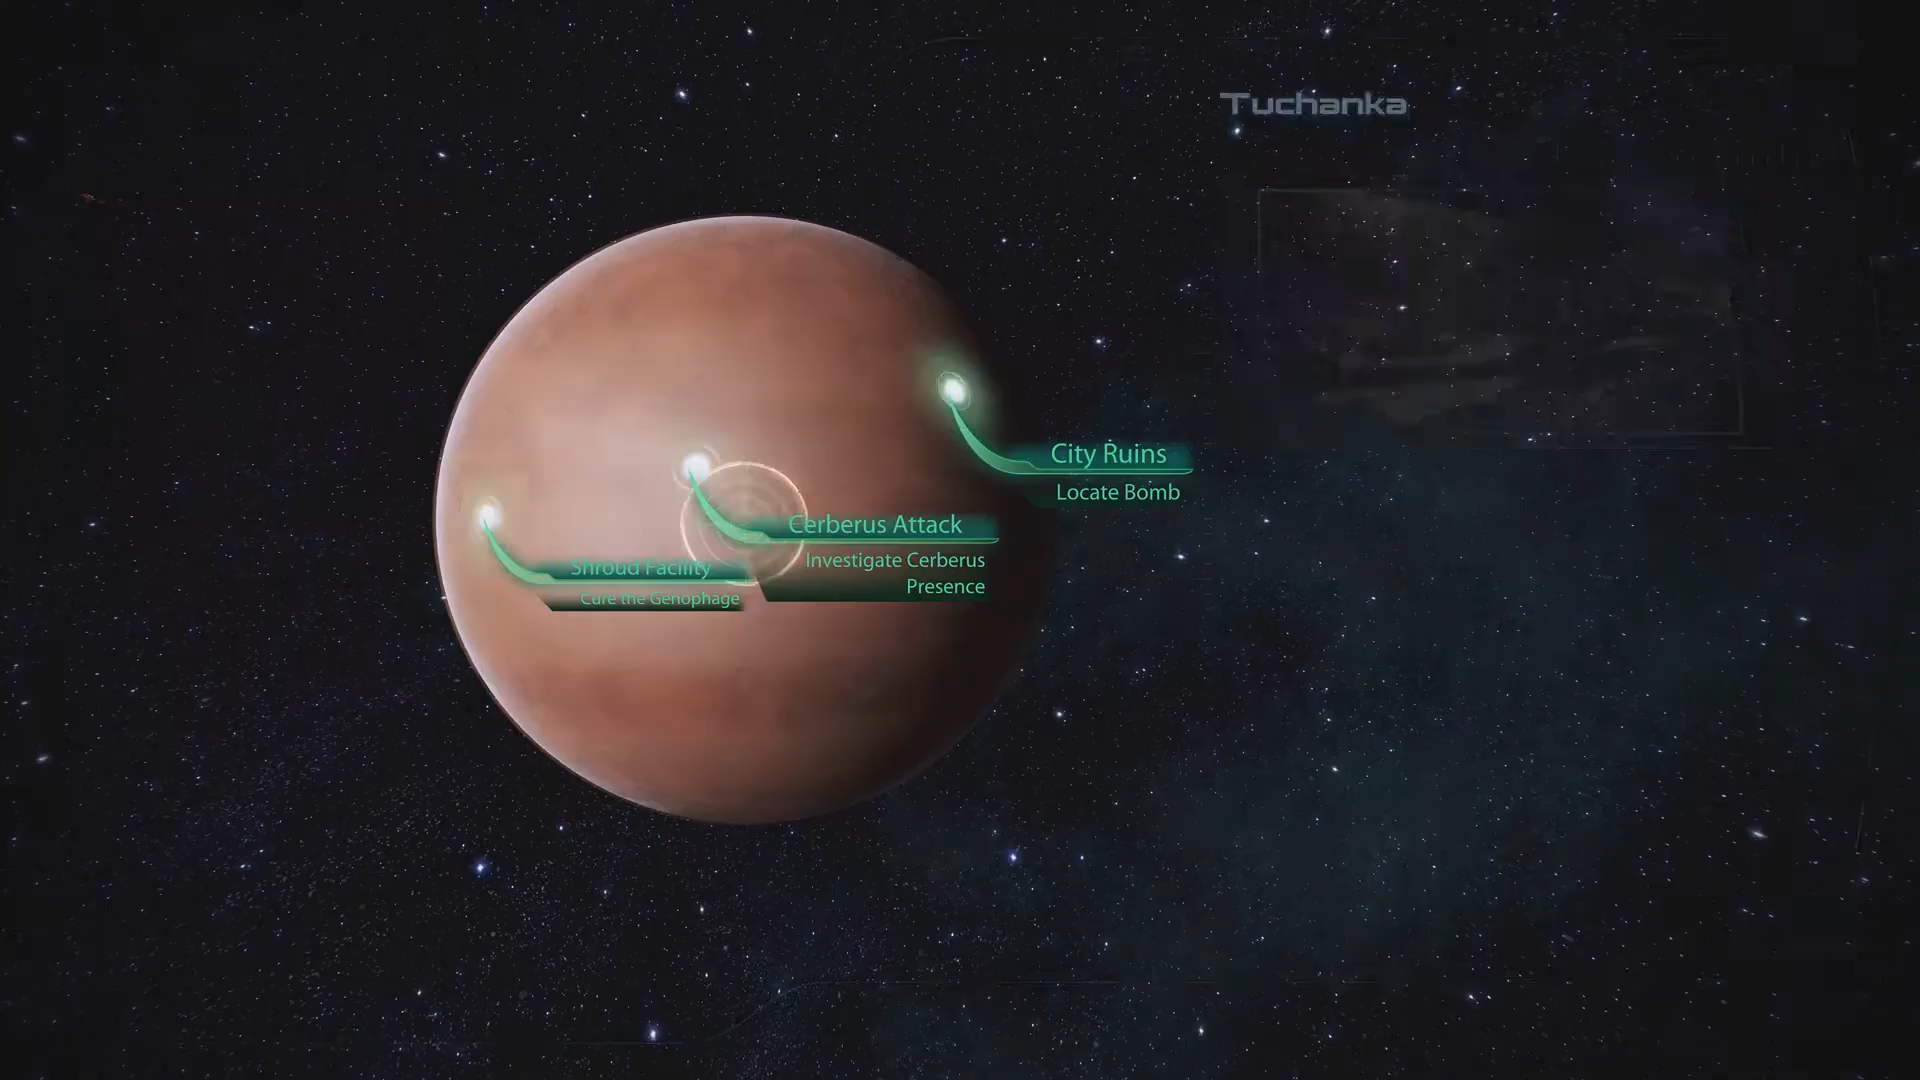 Tuchanka
City Ruins
Locate Bomb
Cerberus Attack
Investigate Cerberus
Presence
Shroud Facility
Cure the Genophage